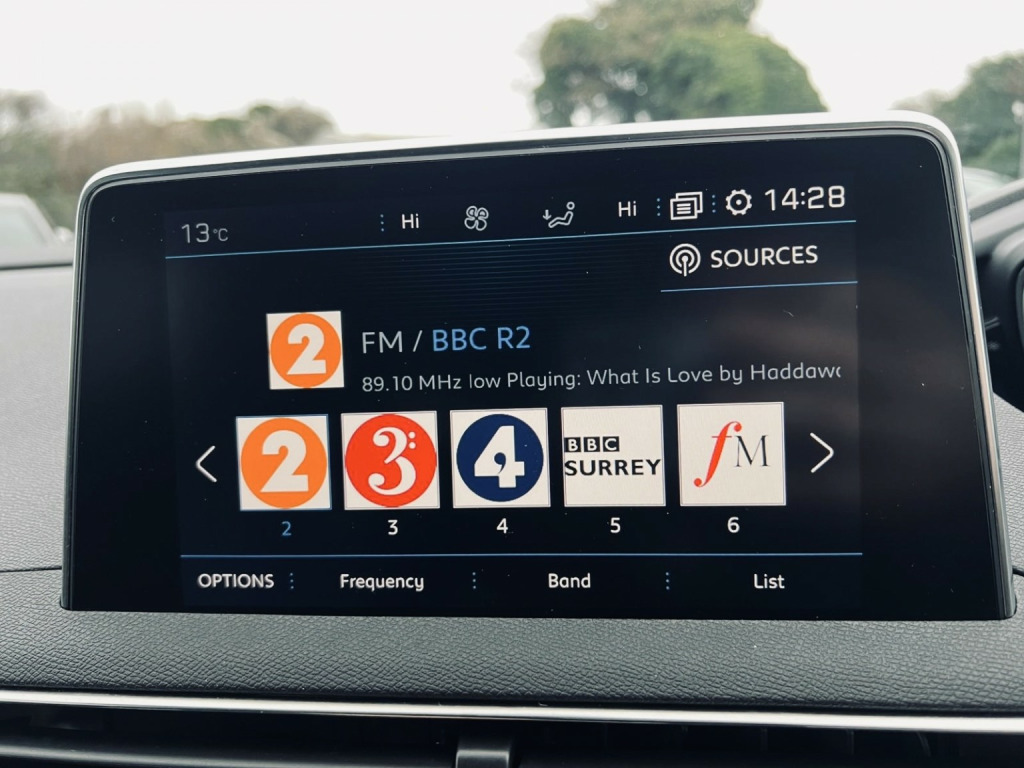 13°C Hi Hi 14:28
SOURCES
2 FM / BBC R2
89.10 MHz low Playing: What Is Love by Haddaw
2 3 4 BBC SURREY fM
2 3 4 5 6
OPTIONS Frequency Band List